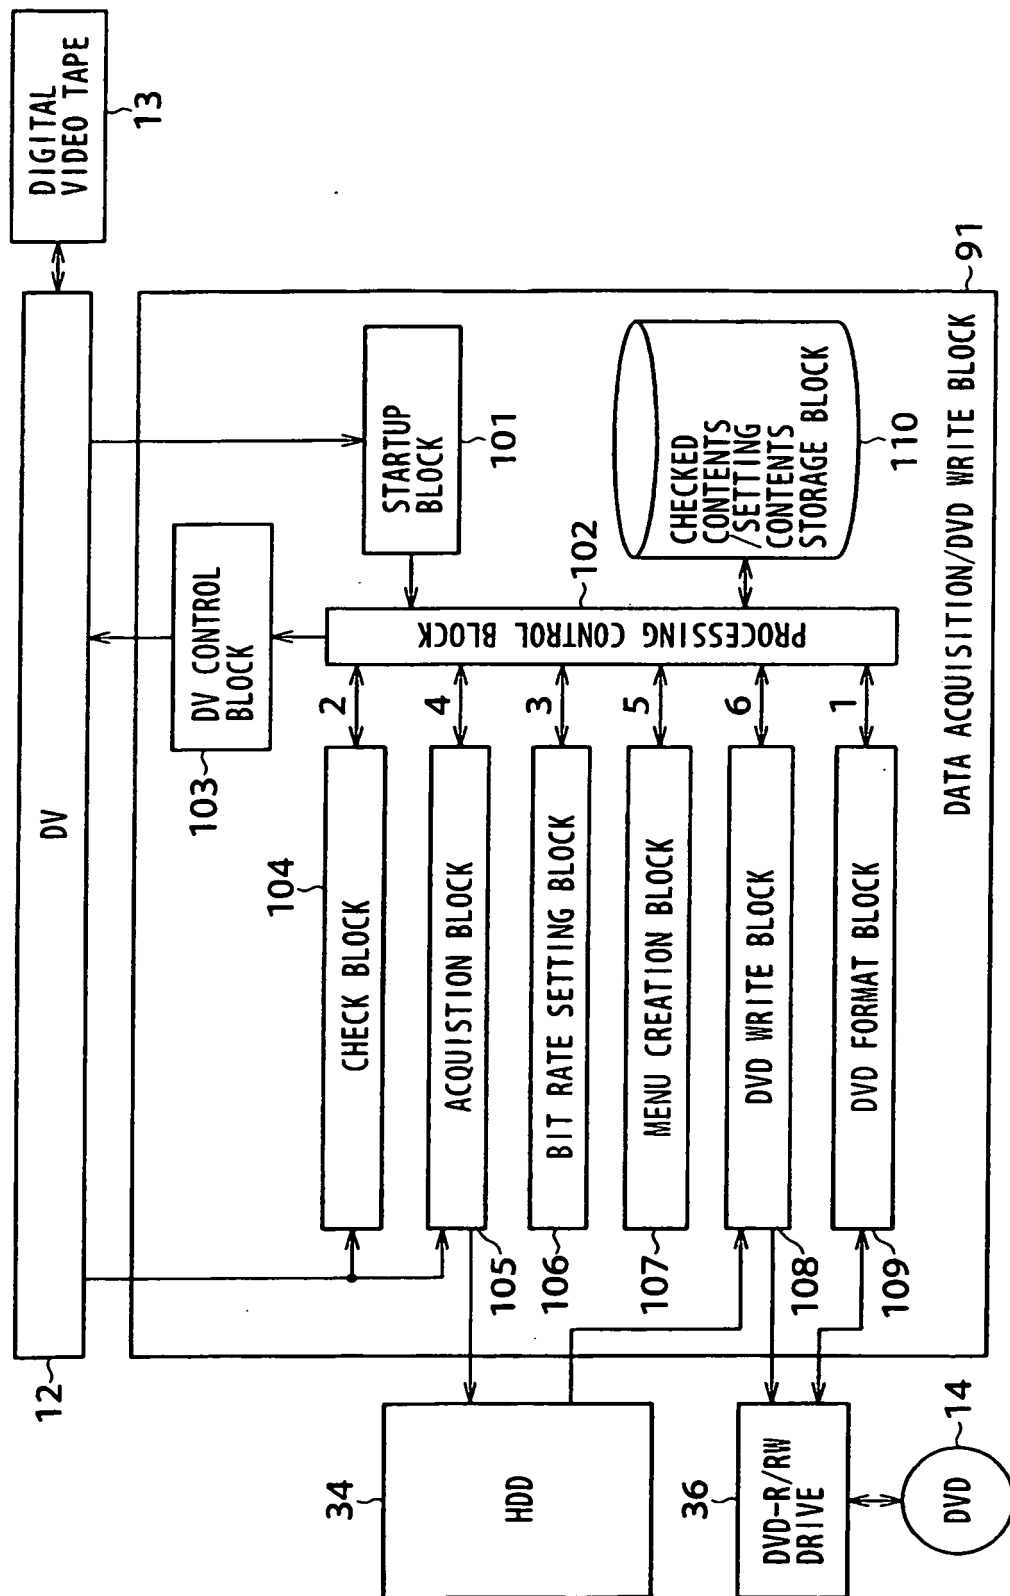 12
DV
DIGITAL
VIDEO TAPE
13
103
DV CONTROL
BLOCK
104
CHECK BLOCK
2
STARTUP
BLOCK
101
34
HDD
105
ACQUISTION BLOCK
4
102
PROCESSING CONTROL BLOCK
106
BIT RATE SETTING BLOCK
3
107
MENU CREATION BLOCK
5
CHECKED
CONTENTS
/SETTING
CONTENTS
STORAGE BLOCK
110
36
DVD-R/RW
DRIVE
108
DVD WRITE BLOCK
6
109
DVD FORMAT BLOCK
1
14
DVD
DATA ACQUISITION/DVD WRITE BLOCK
91